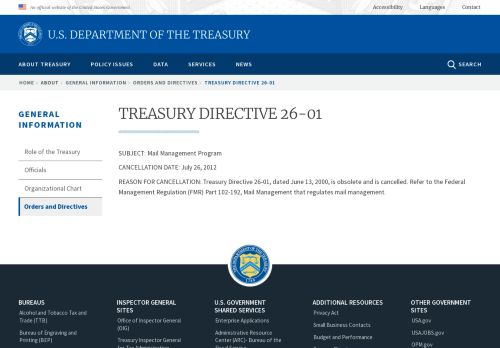 An official website of the United States Government
Accessibility Languages Contact
U.S. DEPARTMENT OF THE TREASURY
ABOUT TREASURY POLICY ISSUES DATA SERVICES NEWS SEARCH
HOME › ABOUT › GENERAL INFORMATION › ORDERS AND DIRECTIVES › TREASURY DIRECTIVE 26-01
GENERAL
INFORMATION
Role of the Treasury
Officials
Organizational Chart
Orders and Directives
TREASURY DIRECTIVE 26-01
SUBJECT: Mail Management Program
CANCELLATION DATE: July 26, 2012
REASON FOR CANCELLATION: Treasury Directive 26-01, dated June 13, 2000, is obsolete and is cancelled. Refer to the Federal
Management Regulation (FMR) Part 102-192, Mail Management that regulates mail management.
BUREAUS
Alcohol and Tobacco Tax and
Trade (TTB)
Bureau of Engraving and
Printing (BEP)
INSPECTOR GENERAL
SITES
Office of Inspector General
(OIG)
Treasury Inspector General
U.S. GOVERNMENT
SHARED SERVICES
Enterprise Applications
Administrative Resource
Center (ARC)- Bureau of the
ADDITIONAL RESOURCES
Privacy Act
Small Business Contacts
Budget and Performance
OTHER GOVERNMENT
SITES
USA.gov
USAJOBS.gov
OPM.gov